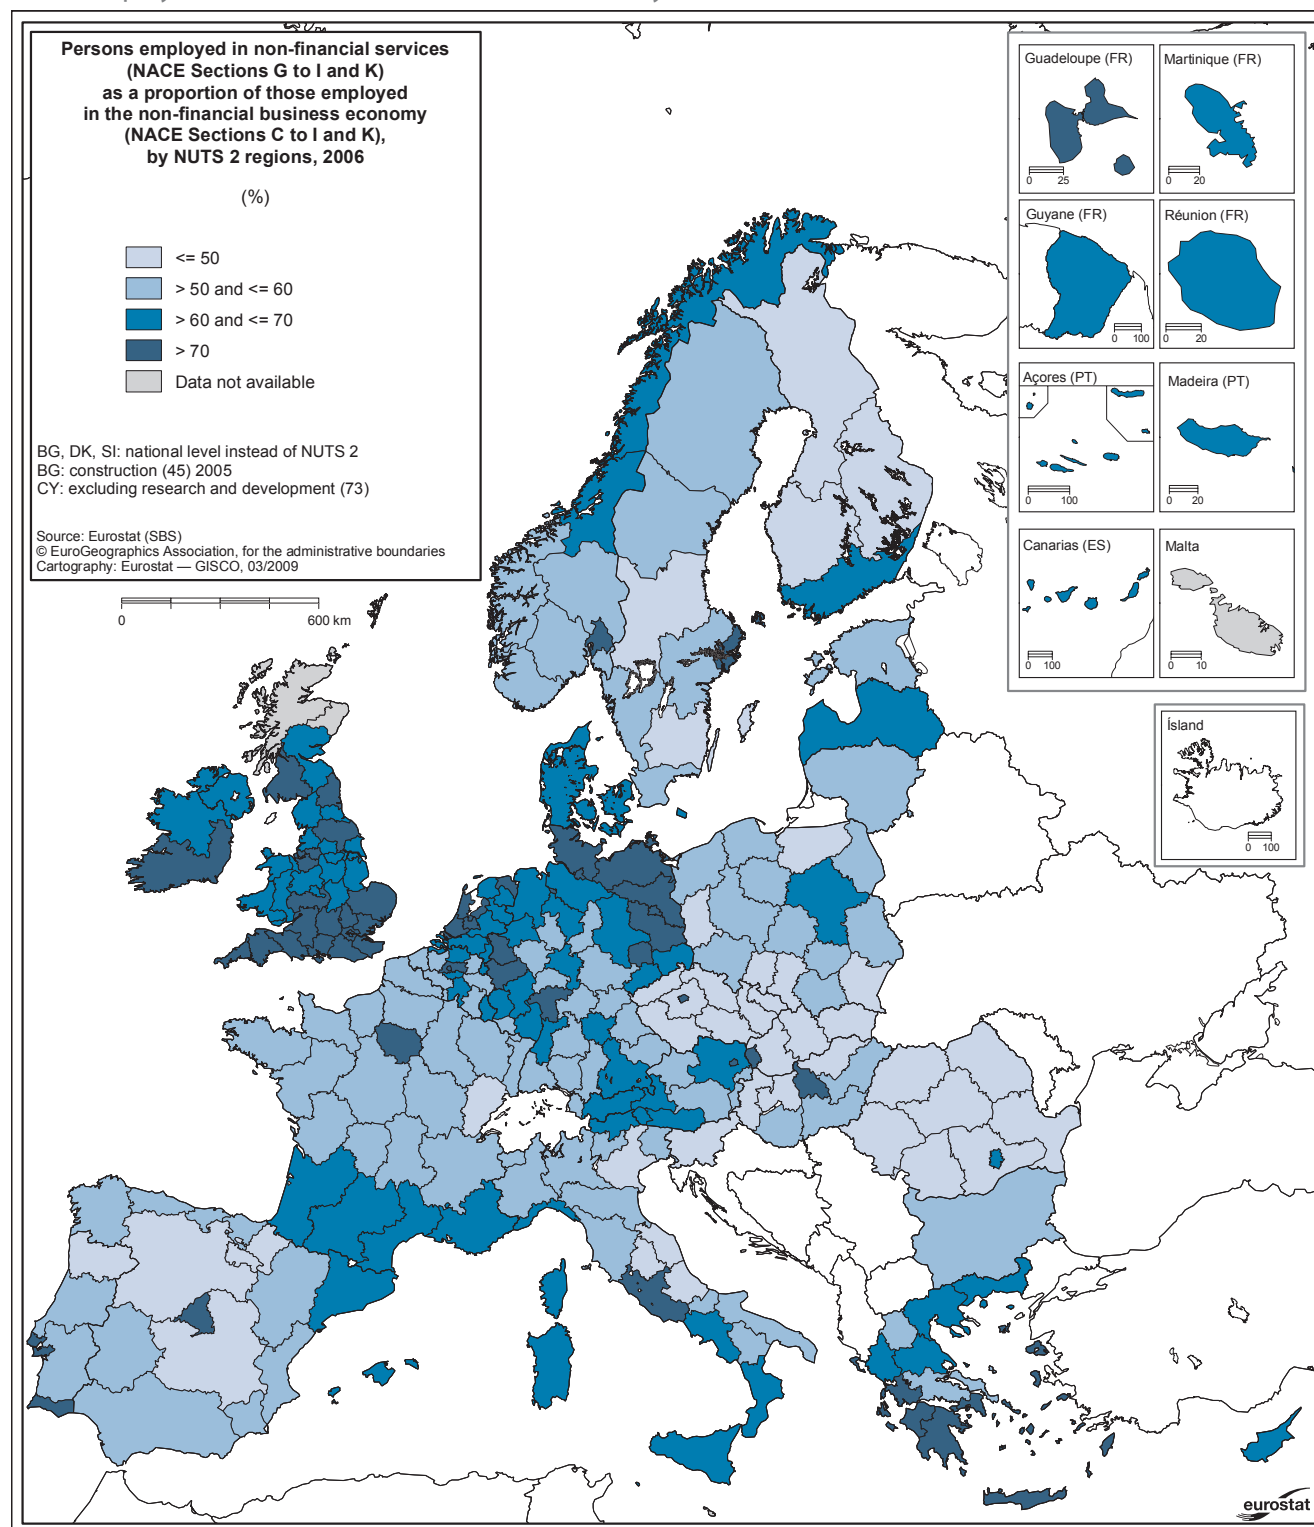 Persons employed in non-financial services
(NACE Sections G to I and K)
as a proportion of those employed
in the non-financial business economy
(NACE Sections C to I and K),
by NUTS 2 regions, 2006
(%)
<= 50
> 50 and <= 60
> 60 and <= 70
> 70
Data not available
BG, DK, SI: national level instead of NUTS 2
BG: construction (45) 2005
CY: excluding research and development (73)
Source: Eurostat (SBS)
© EuroGeographics Association, for the administrative boundaries
Cartography: Eurostat — GISCO, 03/2009
0 600 km
Guadeloupe (FR)
0 25
Martinique (FR)
0 20
Guyane (FR)
0 100
Réunion (FR)
0 20
Açores (PT)
0 100
Madeira (PT)
0 20
Canarias (ES)
0 100
Malta
0 10
Ísland
0 100
eurostat